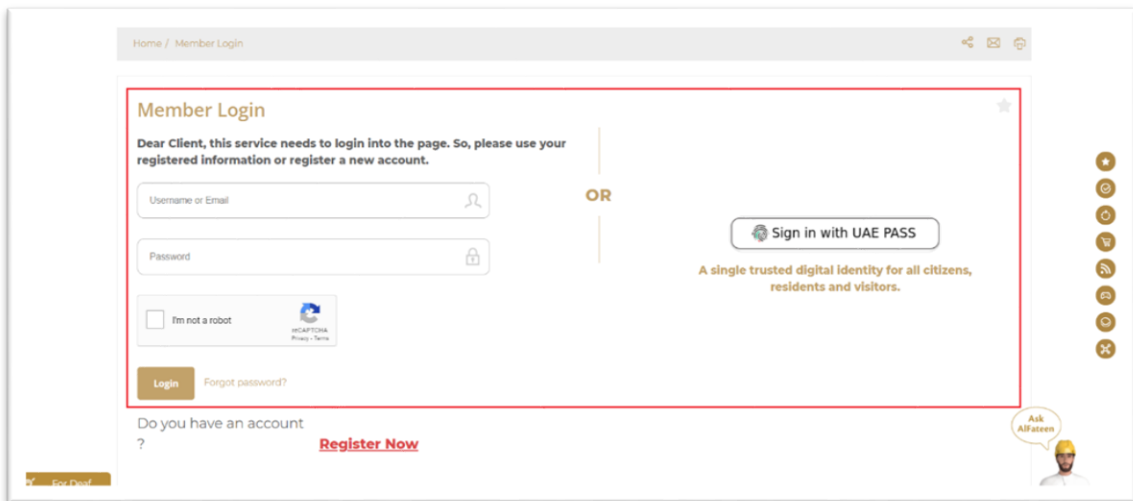 Home / Member Login
Member Login
Dear Client, this service needs to login into the page. So, please use your
registered information or register a new account.
Username or Email
Password
I'm not a robot
reCAPTCHA
Privacy - Terms
Login
Forgot password?
OR
Sign in with UAE PASS
A single trusted digital identity for all citizens,
residents and visitors.
Do you have an account
?
Register Now
Ask
AlFateen
For Deaf